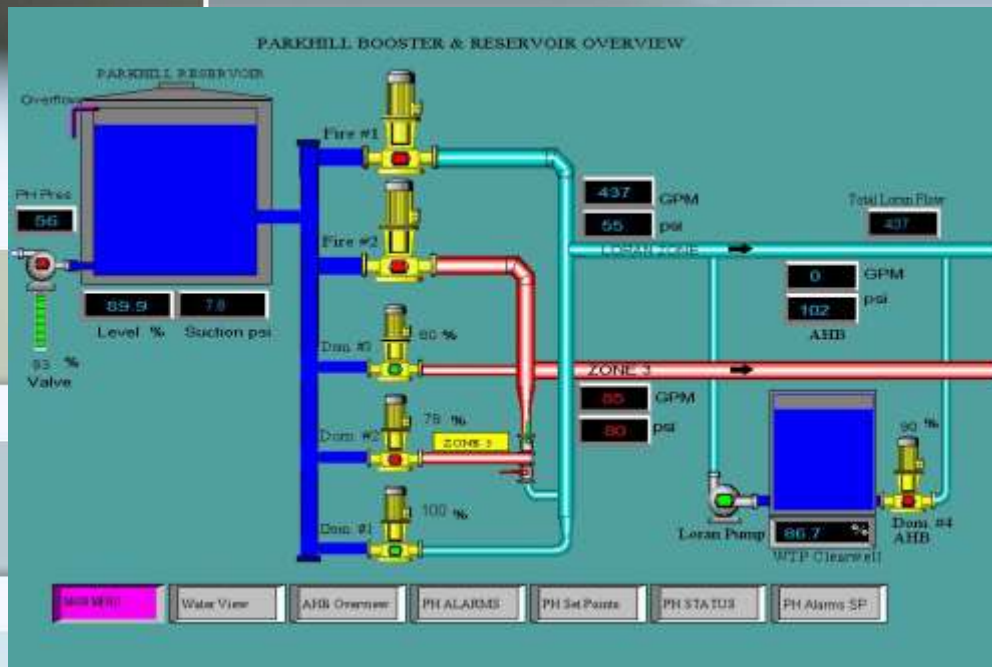 PARKHILL BOOSTER & RESERVOIR OVERVIEW
PARKHILL RESERVOIR
Overflow
Fire #1
PH Pres
56
437 GPM
55 psi
Total Loran Flow
437
Fire #2
LORAN ZONE
0 GPM
102 psi
AHB
89.9
7.8
Level %
Suction psi
Dom. #3
80 %
93 %
Valve
ZONE 3
85 GPM
80 psi
Dom. #2
78 %
ZONE 3
90 %
Dom. #1
100 %
Loran Pump
86.7 %
WTP Clearwell
Dom. #4
AHB
MAIN MENU
Water View
AHB Overview
PH ALARMS
PH Set Points
PH STATUS
PH Alarms SP